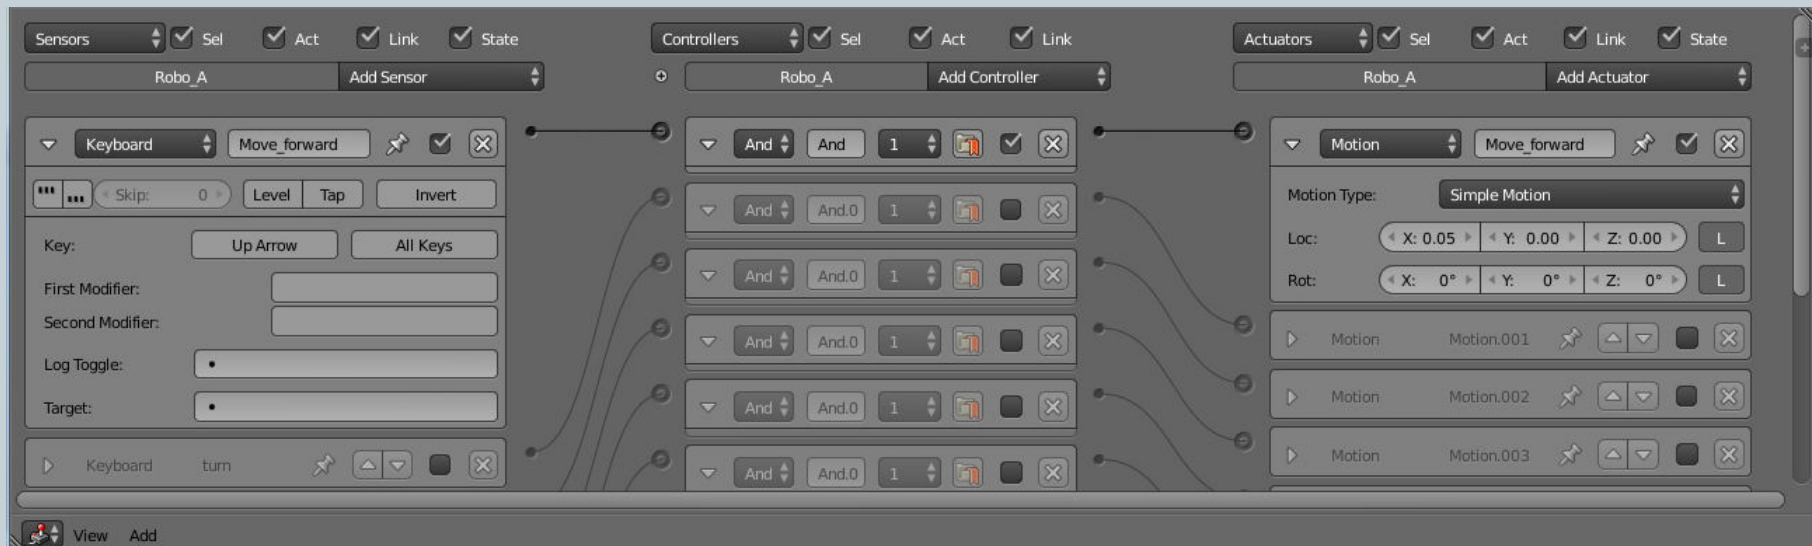 Sensors Sel Act Link State Controllers Sel Act Link Actuators Sel Act Link State
Robo_A Add Sensor Robo_A Add Controller Robo_A Add Actuator
Keyboard Move_forward And And 1 Motion Move_forward
Skip: 0 Level Tap Invert And And.0 1 Motion Type: Simple Motion
Key: Up Arrow All Keys Loc: X: 0.05 Y: 0.00 Z: 0.00 L
First Modifier: And And.0 1 Rot: X: 0° Y: 0° Z: 0° L
Second Modifier: And And.0 1 Motion Motion.001
Log Toggle:
Target: And And.0 1 Motion Motion.002
Keyboard turn And And.0 1 Motion Motion.003
View Add